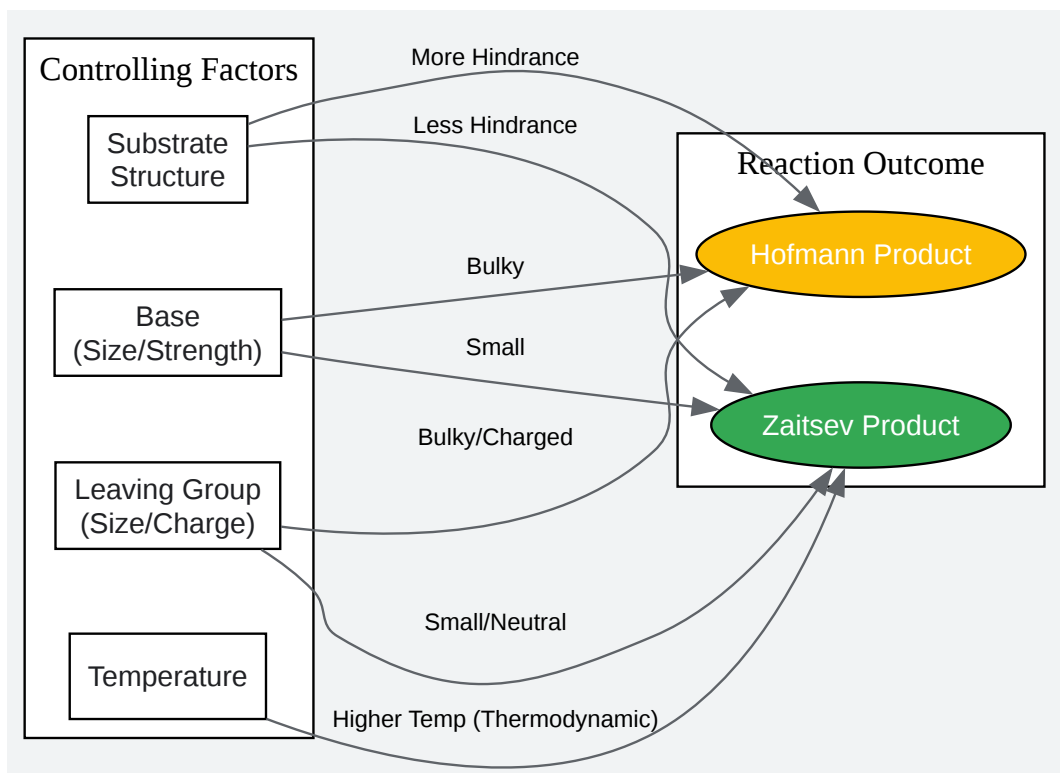 Controlling Factors
Substrate
Structure
Base
(Size/Strength)
Leaving Group
(Size/Charge)
Temperature
More Hindrance
Less Hindrance
Bulky
Small
Bulky/Charged
Small/Neutral
Higher Temp (Thermodynamic)
Reaction Outcome
Hofmann Product
Zaitsev Product